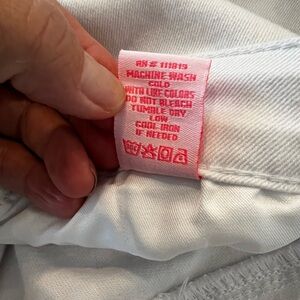 RN # 111819
MACHINE WASH
COLD
WITH LIKE COLORS
DO NOT BLEACH
TUMBLE DRY
LOW
COOL IRON
IF NEEDED